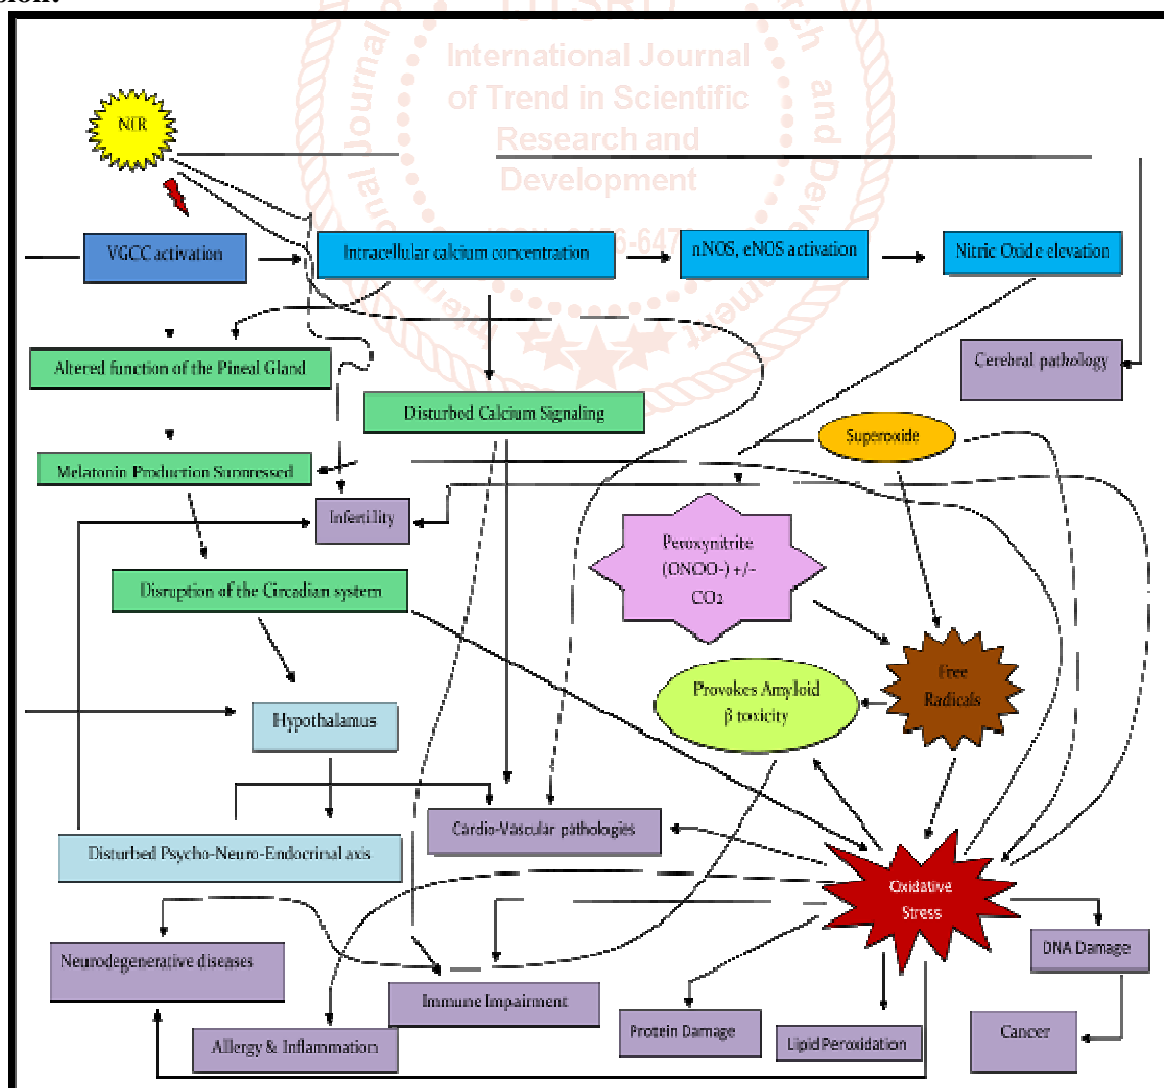 sion:
International Journal
of Trend in Scientific
Research and
Development
NIR
VGCC activation
Intracellular calcium concentration
nNOS, eNOS activation
Nitric Oxide elevation
Altered function of the Pineal Gland
Cerebral pathology
Disturbed Calcium Signaling
Superoxide
Melatonin Production Suppressed
Infertility
Peroxynitrite
(ONOO-) +/-
CO2
Disruption of the Circadian system
Free
Radicals
Provokes Amyloid
β toxicity
Hypothalamus
Cardio-Vascular pathologies
Disturbed Psycho-Neuro-Endocrinal axis
Oxidative
Stress
Neurodegenerative diseases
DNA Damage
Immune Impairment
Protein Damage
Lipid Peroxidation
Cancer
Allergy & Inflammation